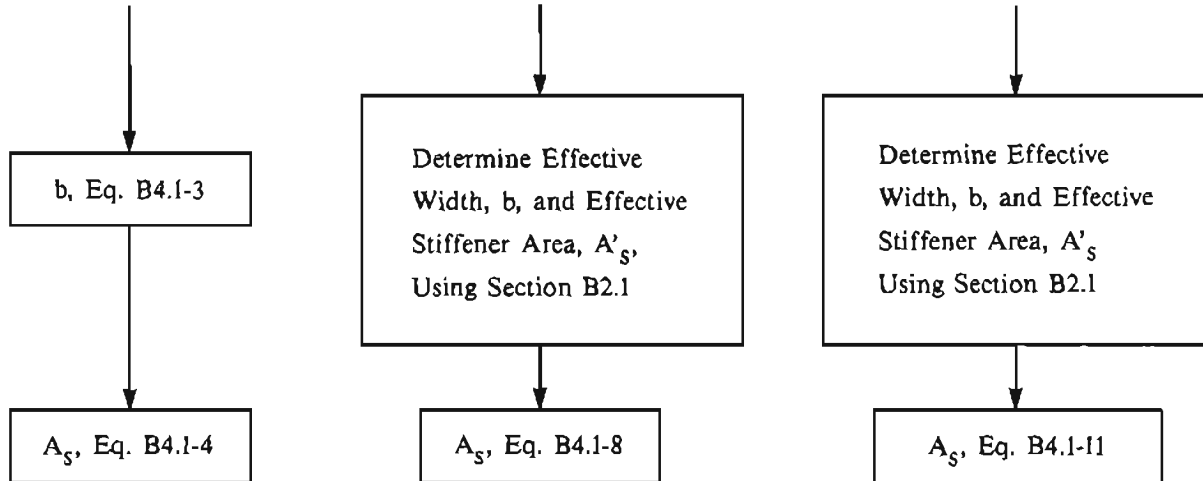 b, Eq. B4.1-3
A_s, Eq. B4.1-4
Determine Effective
Width, b, and Effective
Stiffener Area, A'_s,
Using Section B2.1
A_s, Eq. B4.1-8
Determine Effective
Width, b, and Effective
Stiffener Area, A'_s
Using Section B2.1
A_s, Eq. B4.1-11